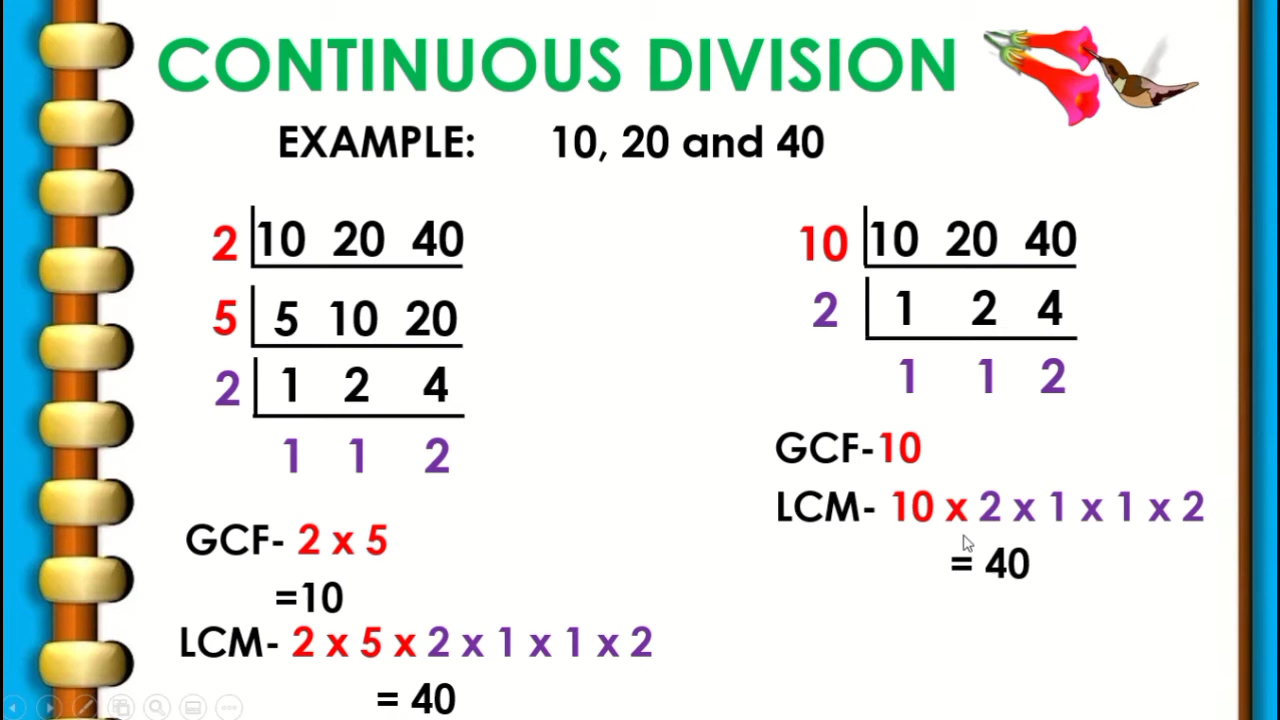 CONTINUOUS DIVISION
EXAMPLE: 10, 20 and 40
2 10 20 40
5 5 10 20
2 1 2 4
1 1 2
GCF- 2 x 5
=10
LCM- 2 x 5 x 2 x 1 x 1 x 2
= 40
10 10 20 40
2 1 2 4
1 1 2
GCF-10
LCM- 10 x 2 x 1 x 1 x 2
= 40